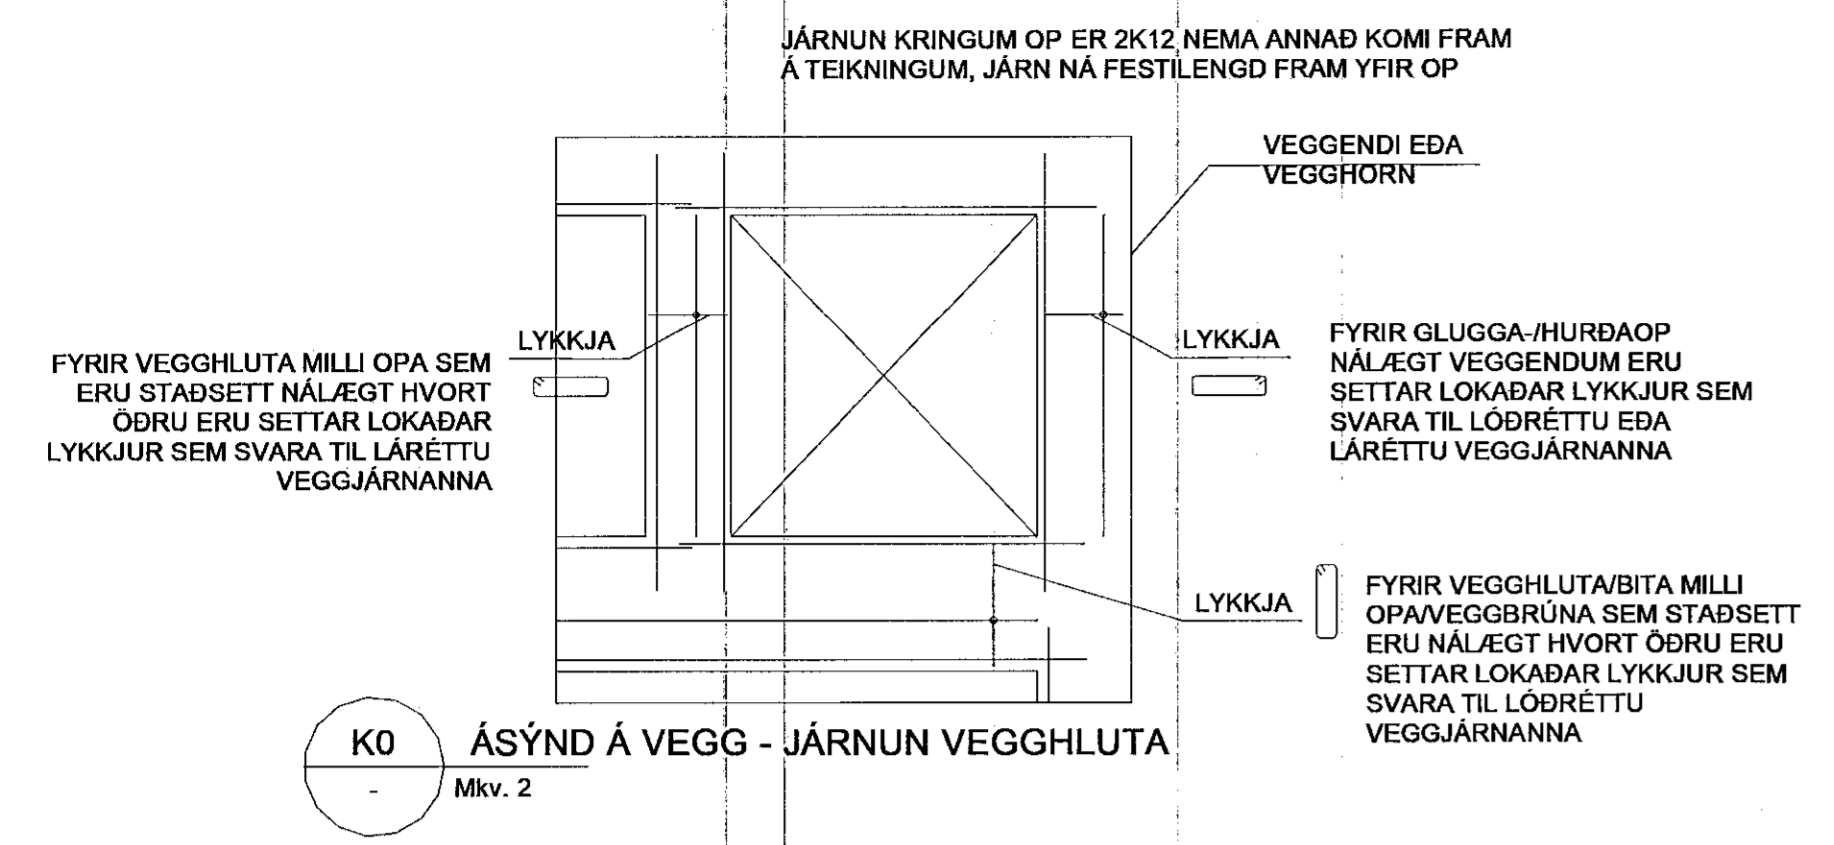 JÁRNUN KRINGUM OP ER 2K12 NEMA ANNAÐ KOMI FRAM
Á TEIKNINGUM, JÁRN NÁ FESTILENGD FRAM YFIR OP
VEGGENDI EÐA
VEGGHORN
LYKKJA
FYRIR VEGGHLUTA MILLI OPA SEM
ERU STAÐSETT NÁLÆGT HVORT
ÖÐRU ERU SETTAR LOKAÐAR
LYKKJUR SEM SVARA TIL LÁRÉTTU
VEGGJÁRNANNA
LYKKJA
FYRIR GLUGGA-/HURÐAOP
NÁLÆGT VEGGENDUM ERU
SETTAR LOKAÐAR LYKKJUR SEM
SVARA TIL LÓÐRÉTTU EÐA
LÁRÉTTU VEGGJÁRNANNA
LYKKJA
FYRIR VEGGHLUTA/BITA MILLI
OPA/VEGGBRÚNA SEM STAÐSETT
ERU NÁLÆGT HVORT ÖÐRU ERU
SETTAR LOKAÐAR LYKKJUR SEM
SVARA TIL LÓÐRÉTTU
VEGGJÁRNANNA
K0
-
ÁSÝND Á VEGG - JÁRNUN VEGGHLUTA
Mkv. 2